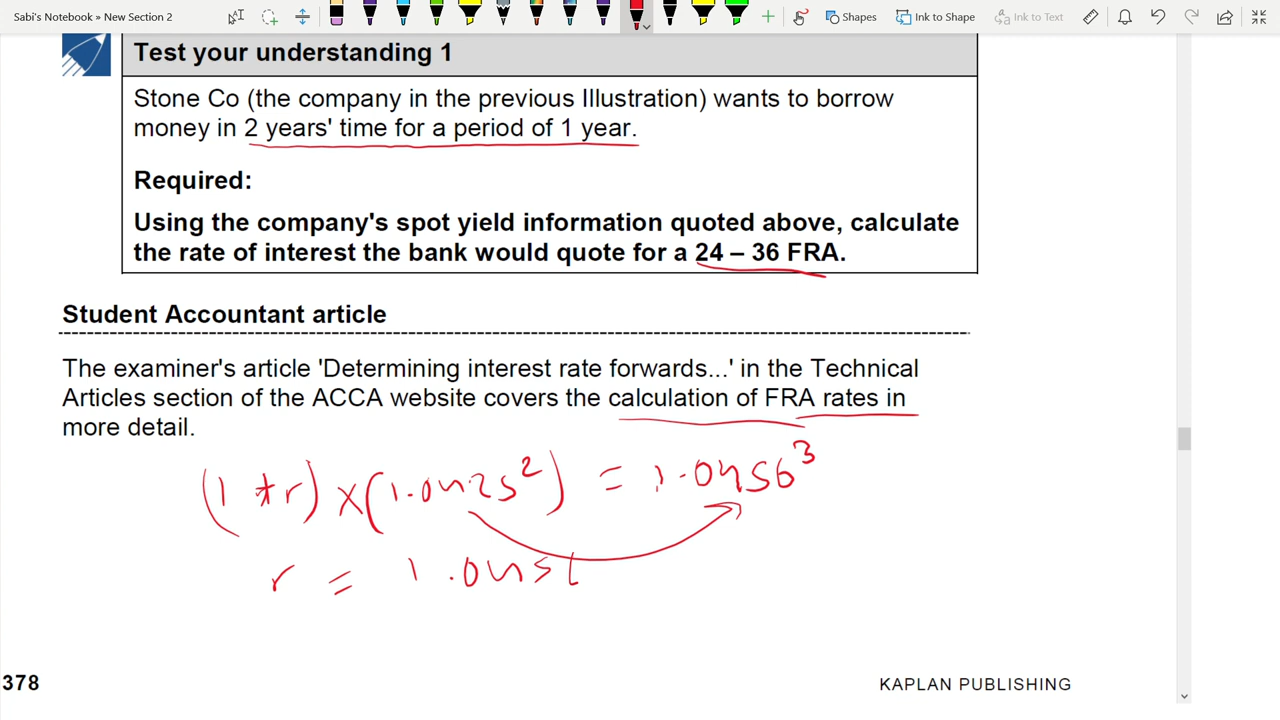 Sabi's Notebook » New Section 2
Shapes
Ink to Shape
Ink to Text
Test your understanding 1
Stone Co (the company in the previous Illustration) wants to borrow
money in 2 years' time for a period of 1 year.
Required:
Using the company's spot yield information quoted above, calculate
the rate of interest the bank would quote for a 24 – 36 FRA.
Student Accountant article
The examiner's article 'Determining interest rate forwards...' in the Technical
Articles section of the ACCA website covers the calculation of FRA rates in
more detail.
(1 + r) × (1.0425²) = 1.0456³
r = 1.045
378
KAPLAN PUBLISHING